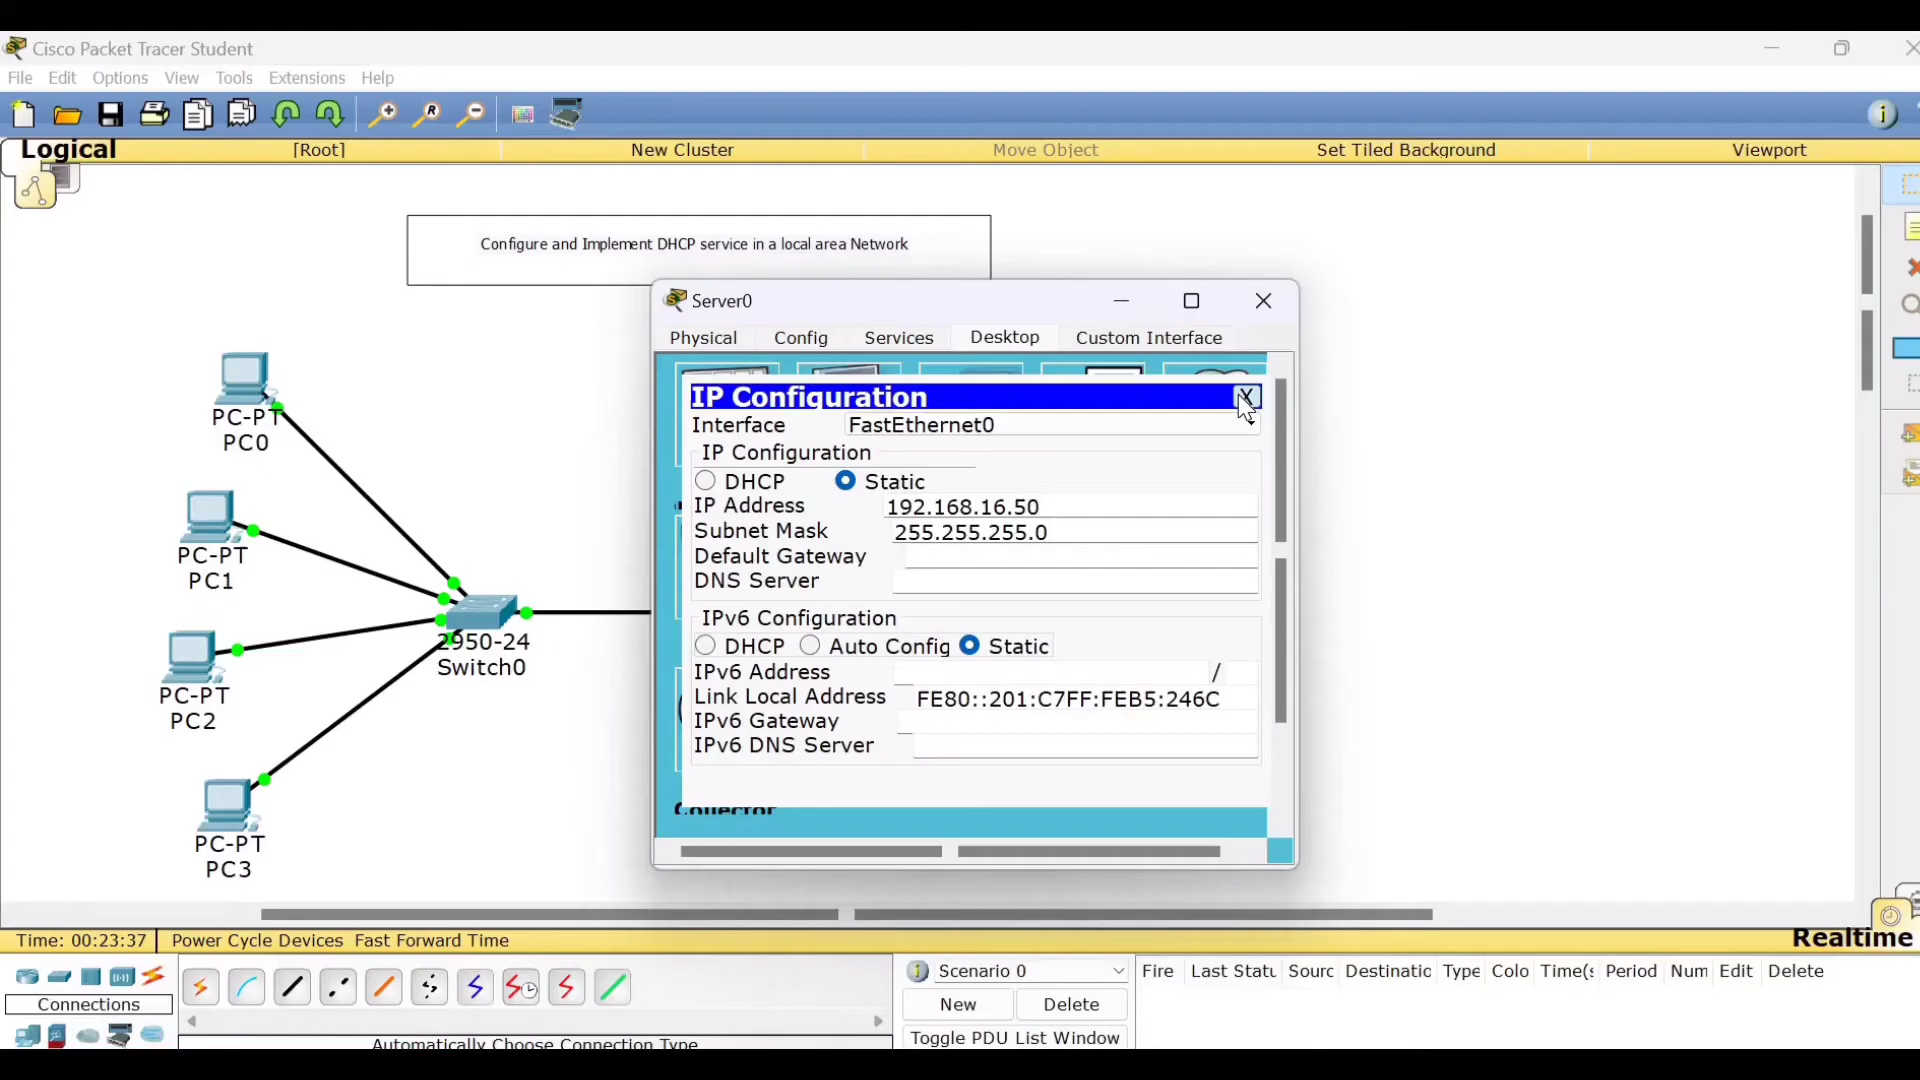 Cisco Packet Tracer Student
File Edit Options View Tools Extensions Help
R
i
Logical [Root] New Cluster Move Object Set Tiled Background Viewport
Configure and Implement DHCP service in a local area Network
Server0
Physical Config Services Desktop Custom Interface
IP Configuration X
Interface FastEthernet0
IP Configuration
DHCP Static
IP Address 192.168.16.50
Subnet Mask 255.255.255.0
Default Gateway
DNS Server
IPv6 Configuration
DHCP Auto Config Static
IPv6 Address /
Link Local Address FE80::201:C7FF:FEB5:246C
IPv6 Gateway
IPv6 DNS Server
Collector
PC-PT
PC0
PC-PT
PC1
PC-PT
PC2
PC-PT
PC3
2950-24
Switch0
Time: 00:23:37 Power Cycle Devices Fast Forward Time Realtime
Connections
Automatically Choose Connection Type
i Scenario 0
New Delete
Toggle PDU List Window
Fire Last Statu Sourc Destinatio Type Colo Time(s Period Num Edit Delete